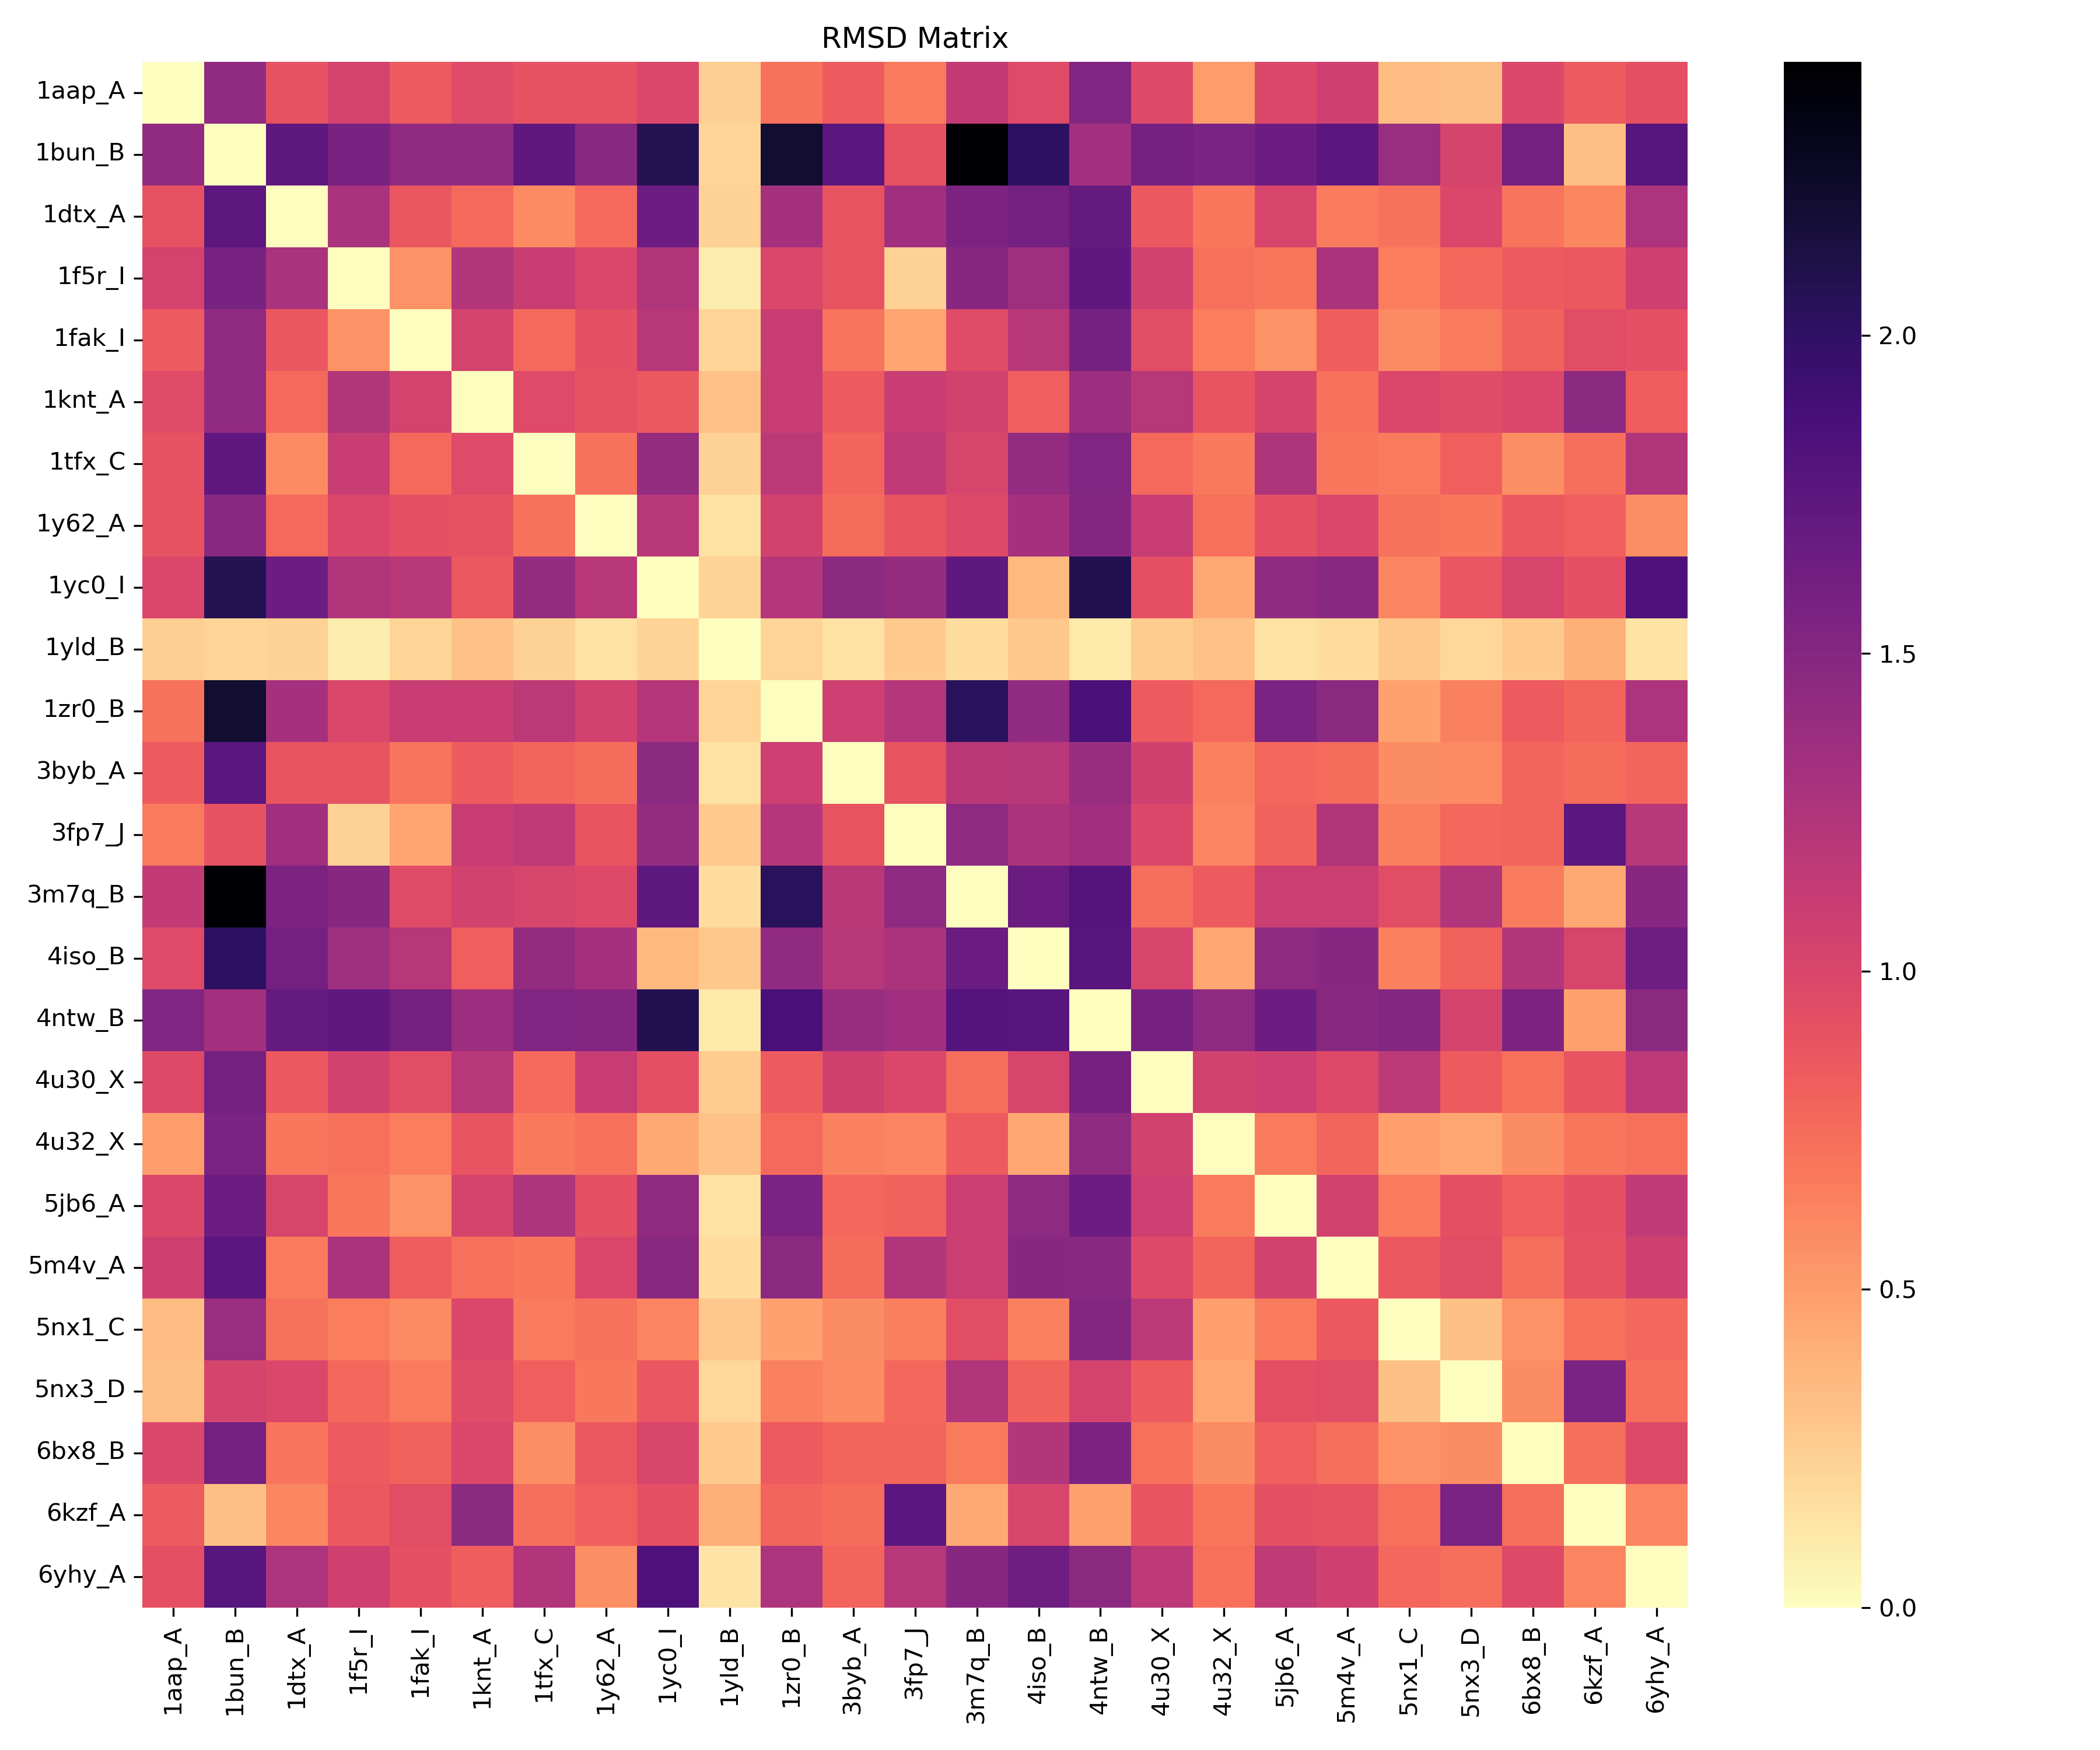 RMSD Matrix
1aap_A
1bun_B
1dtx_A
1f5r_I
1fak_I
1knt_A
1tfx_C
1y62_A
1yc0_I
1yld_B
1zr0_B
3byb_A
3fp7_J
3m7q_B
4iso_B
4ntw_B
4u30_X
4u32_X
5jb6_A
5m4v_A
5nx1_C
5nx3_D
6bx8_B
6kzf_A
6yhy_A
1aap_A
1bun_B
1dtx_A
1f5r_I
1fak_I
1knt_A
1tfx_C
1y62_A
1yc0_I
1yld_B
1zr0_B
3byb_A
3fp7_J
3m7q_B
4iso_B
4ntw_B
4u30_X
4u32_X
5jb6_A
5m4v_A
5nx1_C
5nx3_D
6bx8_B
6kzf_A
6yhy_A
2.0
1.5
1.0
0.5
0.0